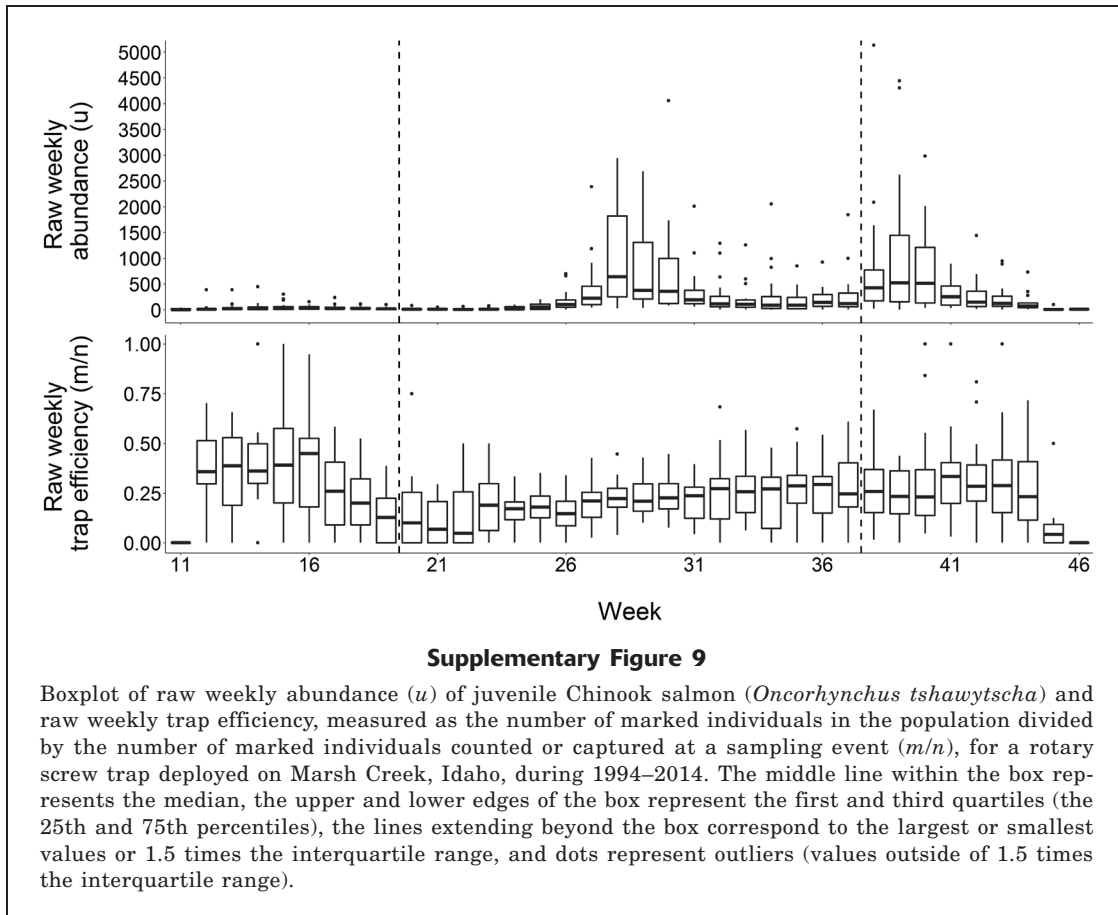 Raw weekly
abundance (u)
5000
4500
4000
3500
3000
2500
2000
1500
1000
500
0
Raw weekly
trap efficiency (m/n)
1.00
0.75
0.50
0.25
0.00
11 16 21 26 31 36 41 46
Week
Supplementary Figure 9
Boxplot of raw weekly abundance (u) of juvenile Chinook salmon (Oncorhynchus tshawytscha) and
raw weekly trap efficiency, measured as the number of marked individuals in the population divided
by the number of marked individuals counted or captured at a sampling event (m/n), for a rotary
screw trap deployed on Marsh Creek, Idaho, during 1994–2014. The middle line within the box rep-
resents the median, the upper and lower edges of the box represent the first and third quartiles (the
25th and 75th percentiles), the lines extending beyond the box correspond to the largest or smallest
values or 1.5 times the interquartile range, and dots represent outliers (values outside of 1.5 times
the interquartile range).